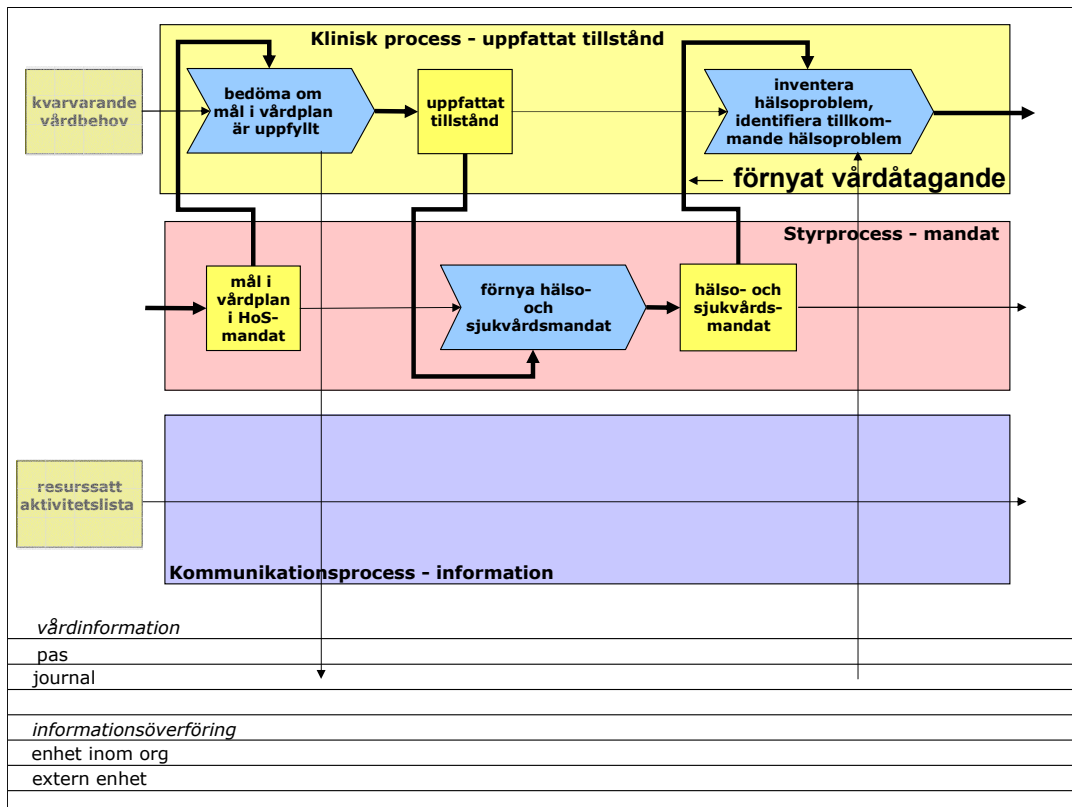 Klinisk process - uppfattat tillstånd
kvarvarande
vårdbehov
bedöma om
mål i vårdplan
är uppfyllt
uppfattat
tillstånd
inventera
hälsoproblem,
identifiera tillkom-
mande hälsoproblem
förnyat vårdåtagande
Styrprocess - mandat
mål i
vårdplan
i HoS-
mandat
förnya hälso-
och
sjukvårdsmandat
hälso- och
sjukvårds-
mandat
resurssatt
aktivitetslista
Kommunikationsprocess - information
vårdinformation
pas
journal
informationsöverföring
enhet inom org
extern enhet